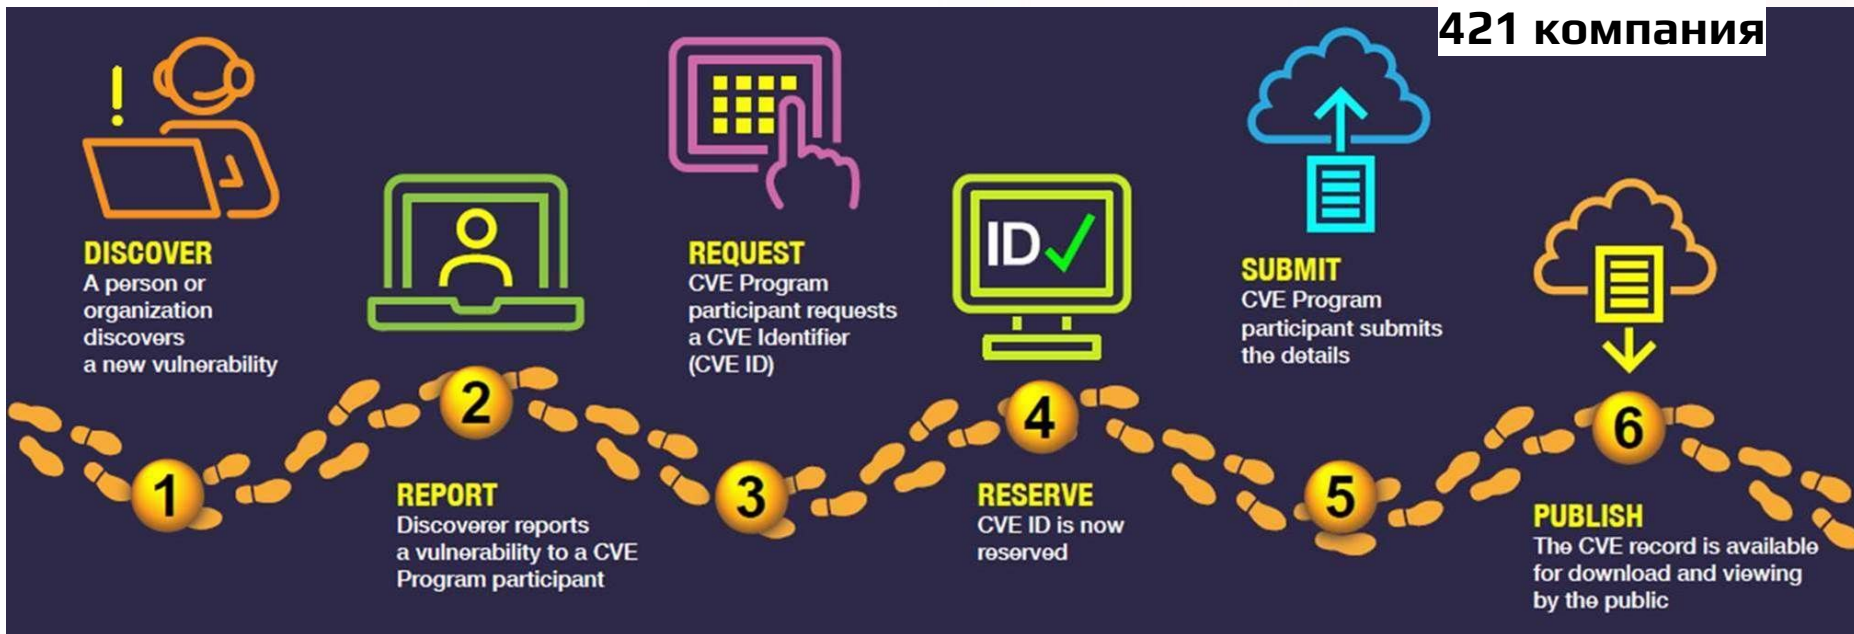 421 компания
DISCOVER
A person or
organization
discovers
a new vulnerability
1
2
REPORT
Discoverer reports
a vulnerability to a CVE
Program participant
REQUEST
CVE Program
participant requests
a CVE Identifier
(CVE ID)
3
ID
4
RESERVE
CVE ID is now
reserved
SUBMIT
CVE Program
participant submits
the details
5
6
PUBLISH
The CVE record is available
for download and viewing
by the public